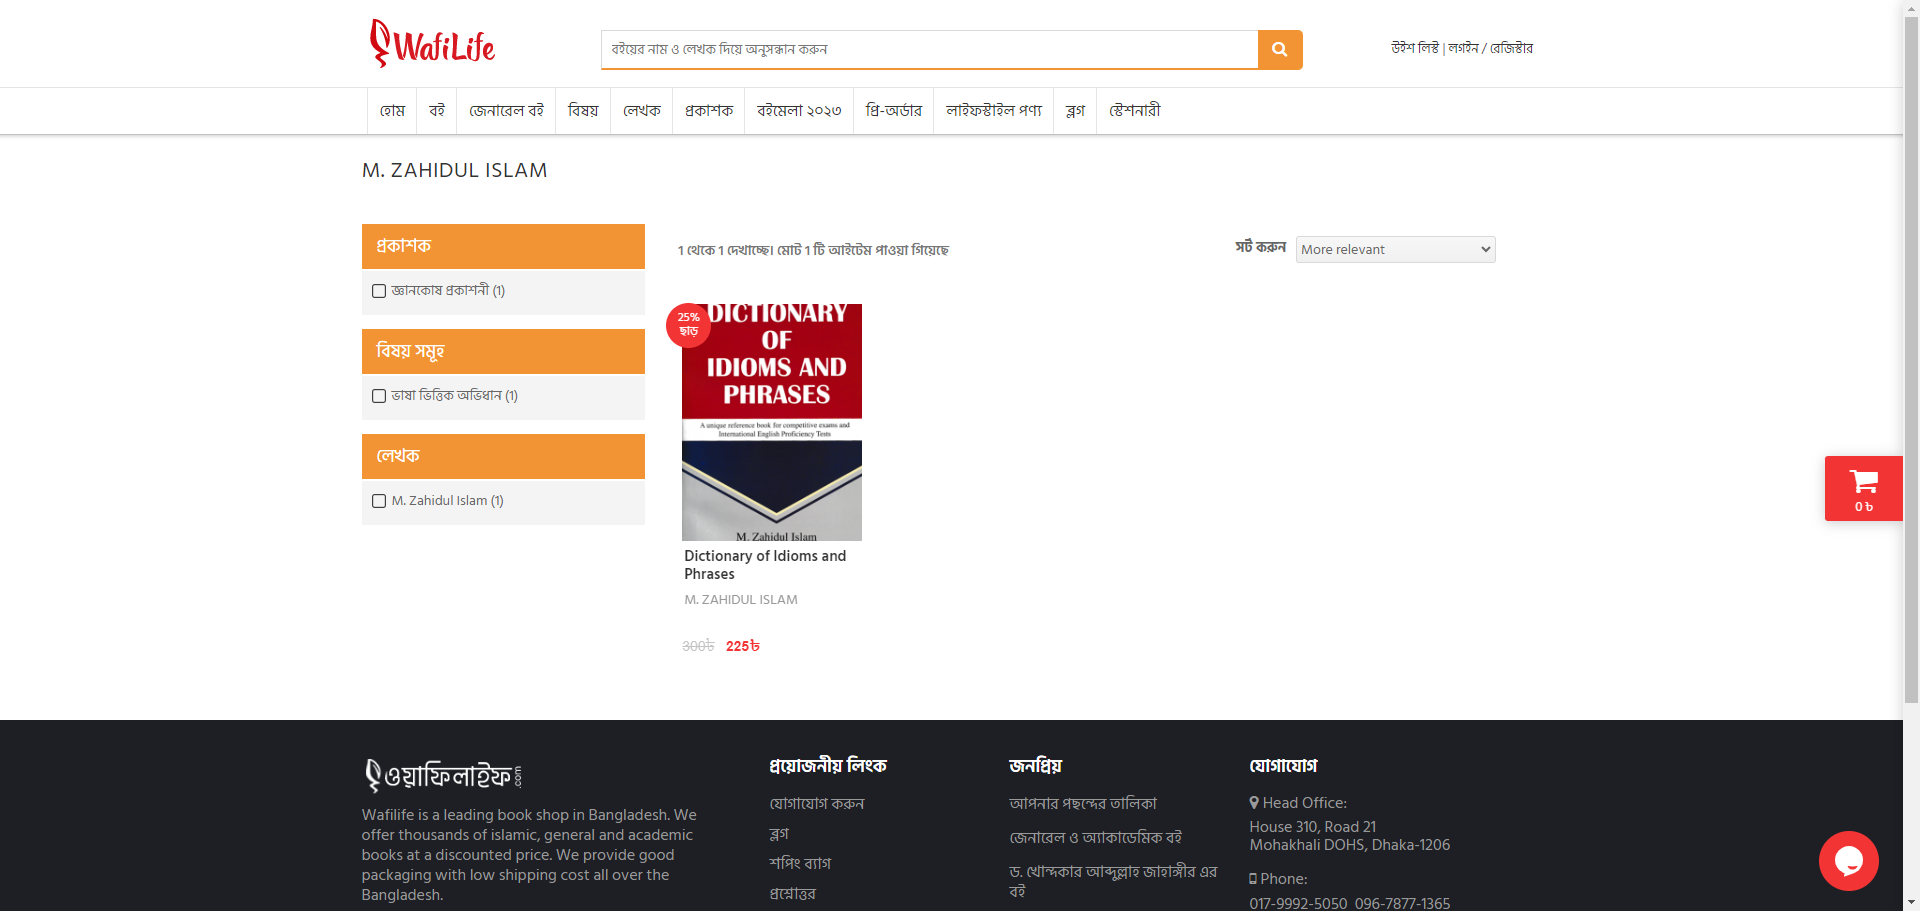 WafiLife
বইয়ের নাম ও লেখক দিয়ে অনুসন্ধান করুন
উইশ লিস্ট | লগইন / রেজিস্টার
হোম
বই
জেনারেল বই
বিষয়
লেখক
প্রকাশক
বইমেলা ২০২৩
প্রি-অর্ডার
লাইফস্টাইল পণ্য
ব্লগ
স্টেশনারী
M. ZAHIDUL ISLAM
প্রকাশক
জ্ঞানকোষ প্রকাশনী (1)
বিষয় সমূহ
ভাষা ভিত্তিক অভিধান (1)
লেখক
M. Zahidul Islam (1)
1 থেকে 1 দেখাচ্ছে। মোট 1 টি আইটেম পাওয়া গিয়েছে
সর্ট করুন
More relevant
25%
ছাড়
DICTIONARY
OF
IDIOMS AND
PHRASES
A unique reference book for competitive exams and
International English Proficiency Tests
M. Zahidul Islam
Dictionary of Idioms and
Phrases
M. ZAHIDUL ISLAM
300৳ 225৳
0 ৳
ওয়াফিলাইফ.com
Wafilife is a leading book shop in Bangladesh. We
offer thousands of islamic, general and academic
books at a discounted price. We provide good
packaging with low shipping cost all over the
Bangladesh.
প্রয়োজনীয় লিংক
যোগাযোগ করুন
ব্লগ
শপিং ব্যাগ
প্রশ্নোত্তর
জনপ্রিয়
আপনার পছন্দের তালিকা
জেনারেল ও অ্যাকাডেমিক বই
ড. খোন্দকার আব্দুল্লাহ জাহাঙ্গীর এর
বই
যোগাযোগ
Head Office:
House 310, Road 21
Mohakhali DOHS, Dhaka-1206
Phone:
017-9992-5050 096-7877-1365